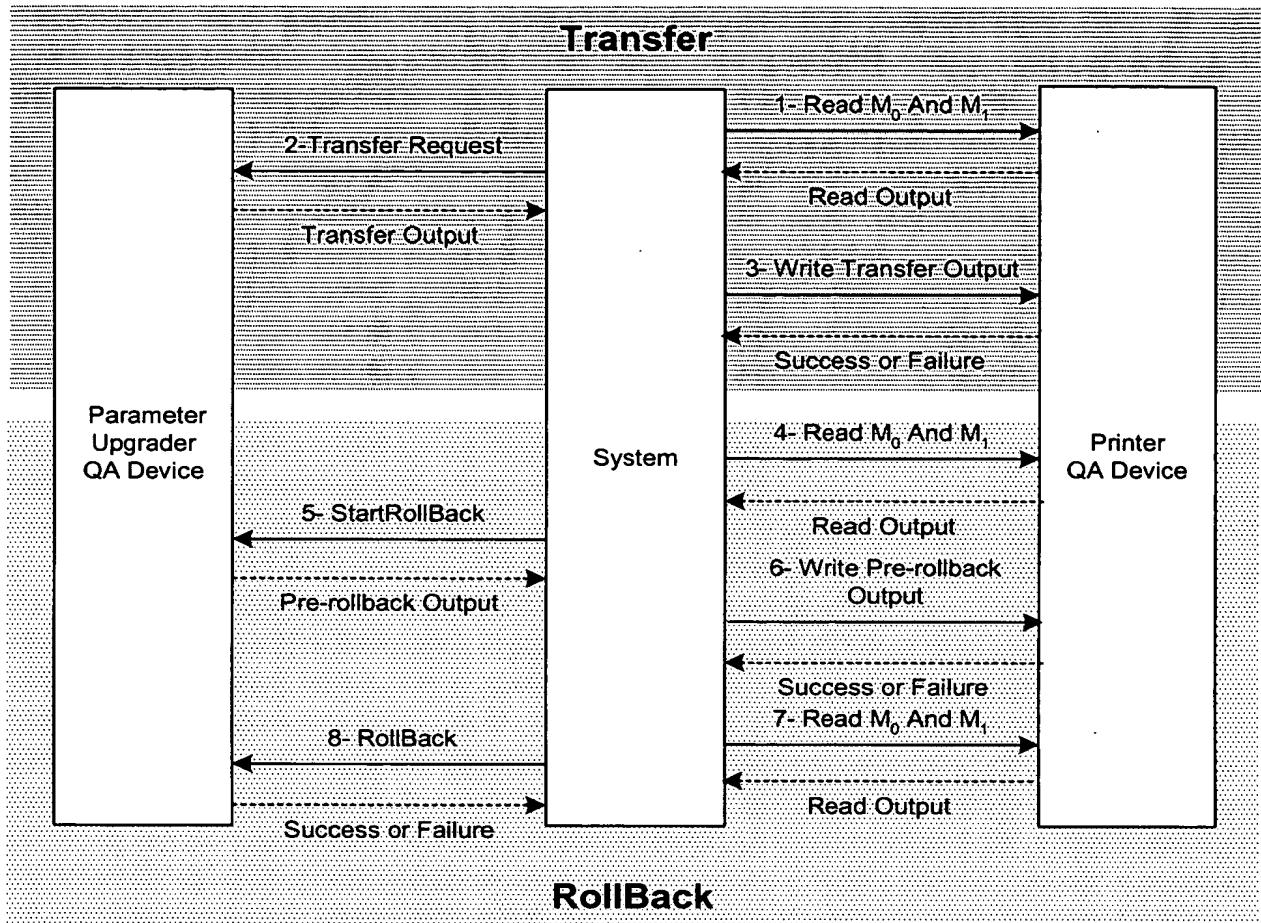 Transfer
1- Read M₀ And M₁
2-Transfer Request
Read Output
Transfer Output
3- Write Transfer Output
Success or Failure
Parameter
Upgrader
QA Device
System
Printer
QA Device
4- Read M₀ And M₁
5- StartRollBack
Read Output
Pre-rollback Output
6- Write Pre-rollback
Output
Success or Failure
7- Read M₀ And M₁
8- RollBack
Read Output
Success or Failure
RollBack